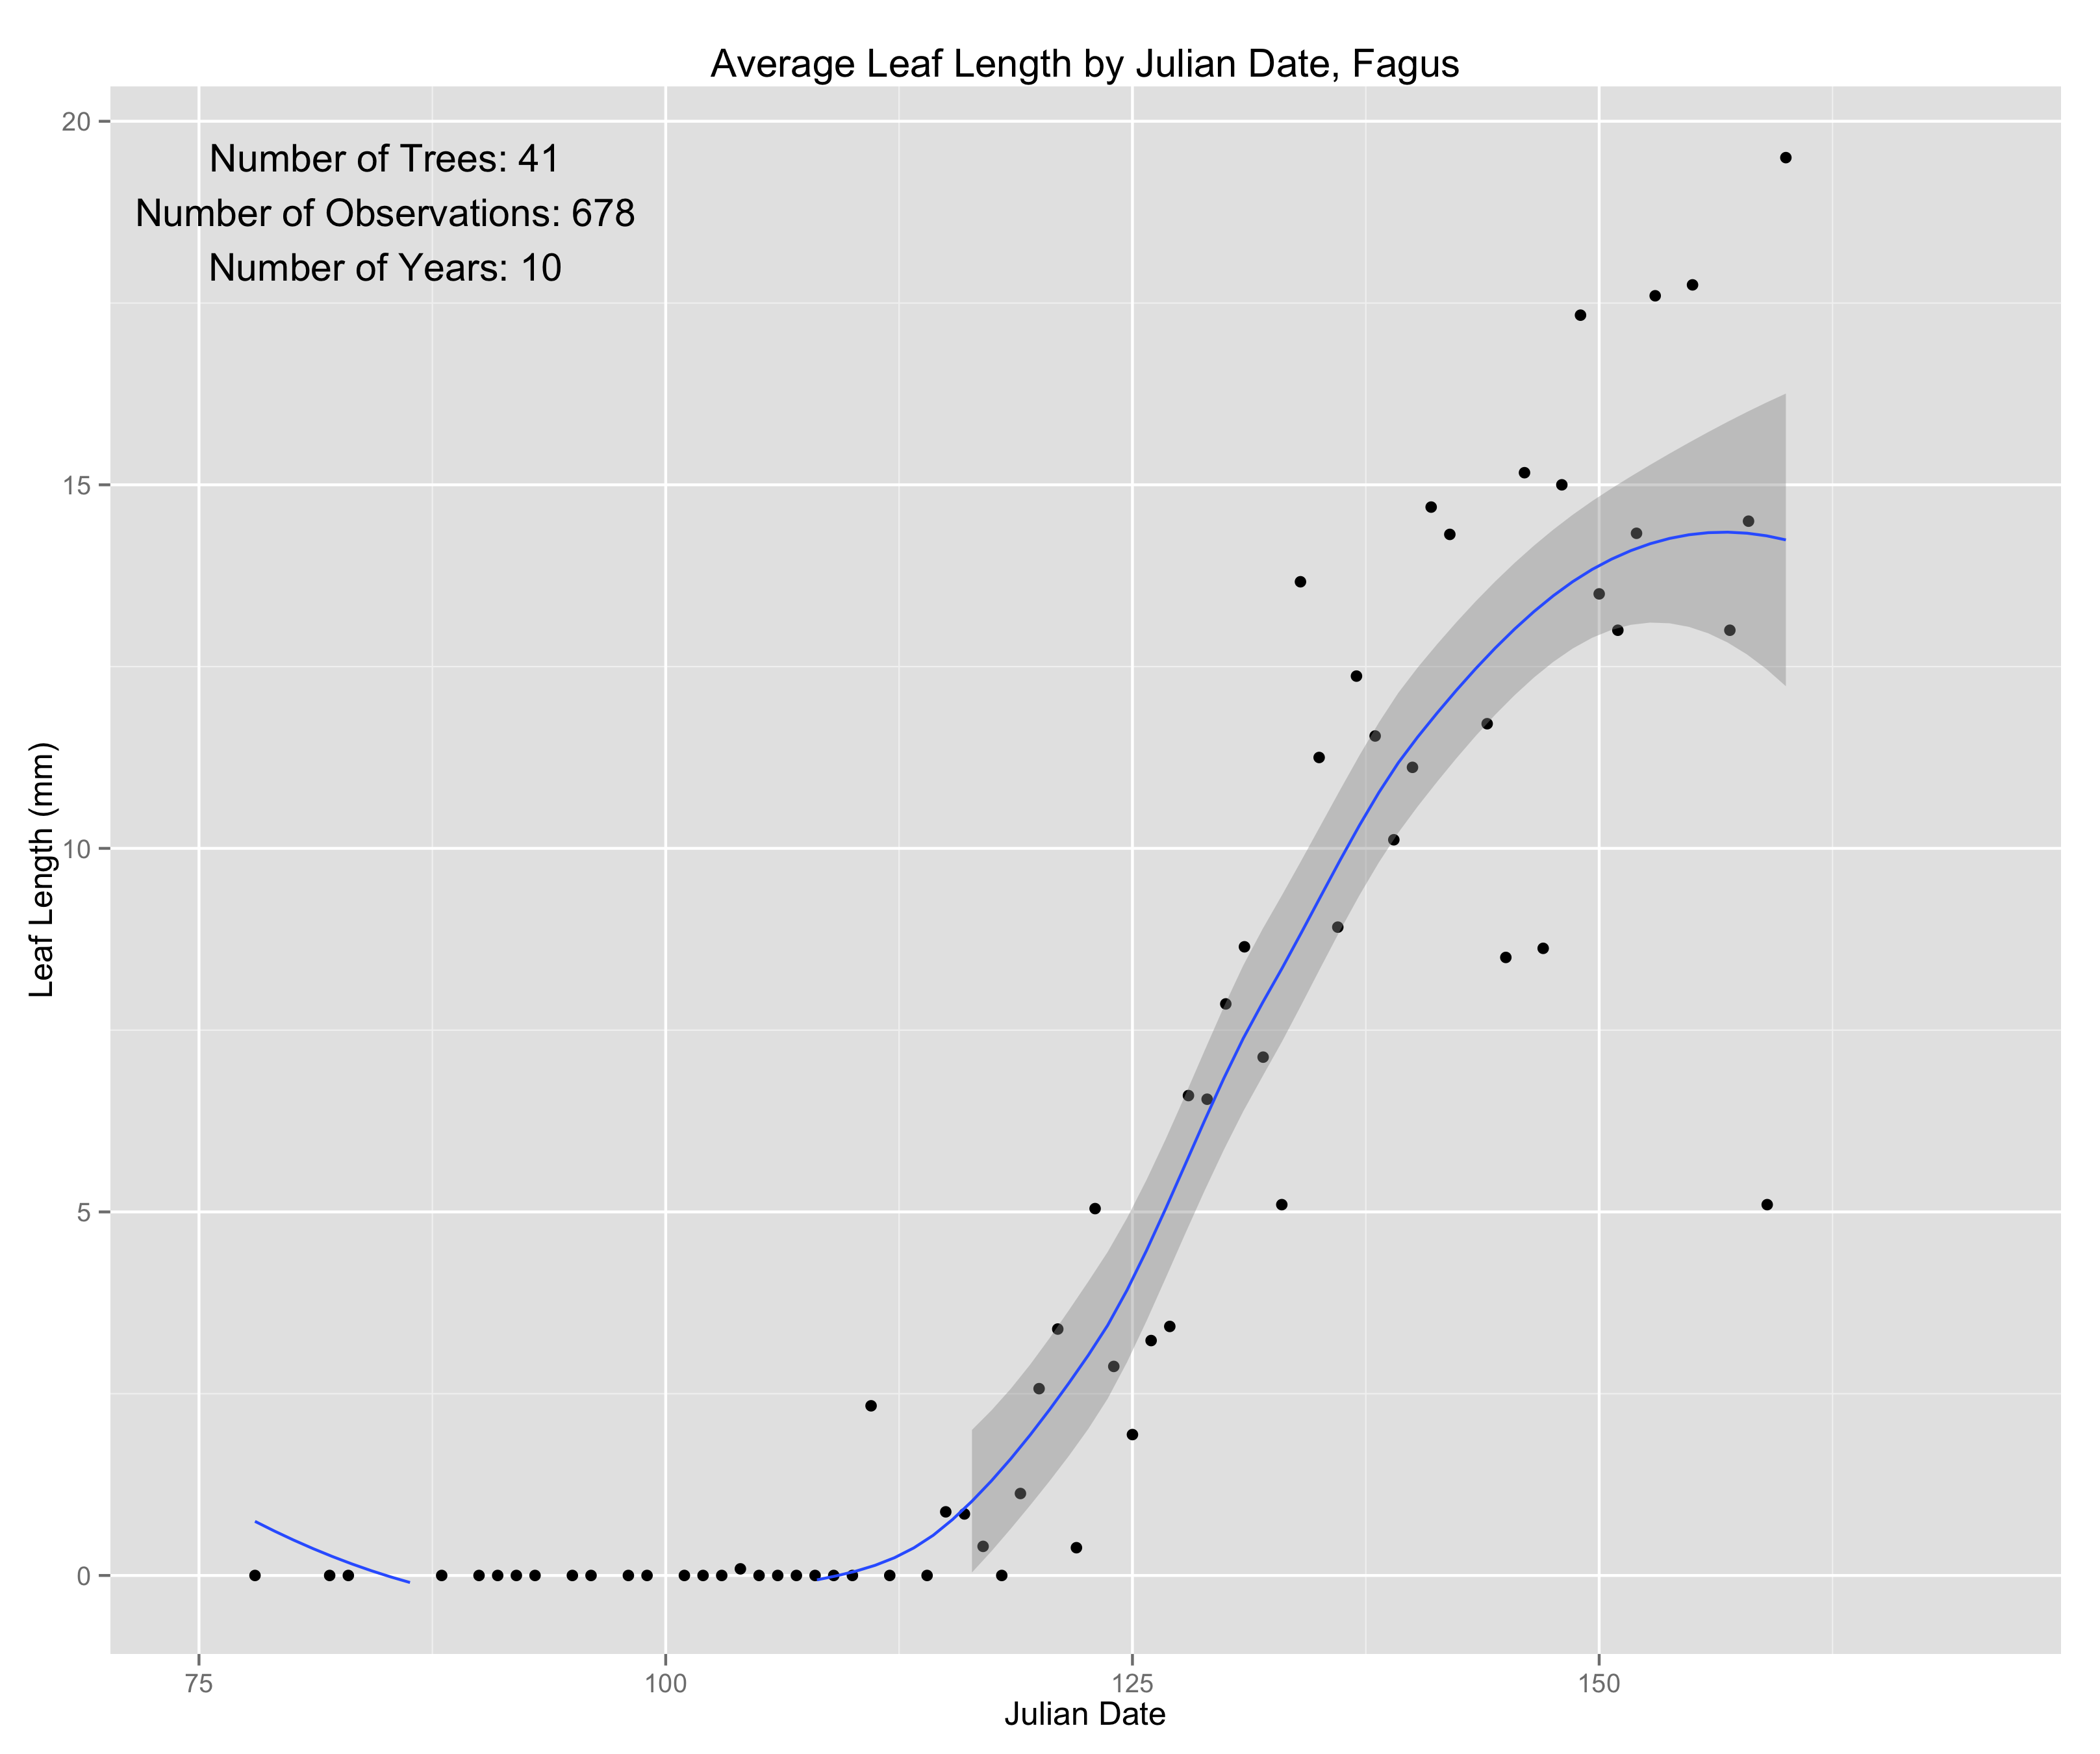 Average Leaf Length by Julian Date, Fagus
Number of Trees: 41
Number of Observations: 678
Number of Years: 10
Leaf Length (mm)
20
15
10
5
0
75 100 125 150
Julian Date